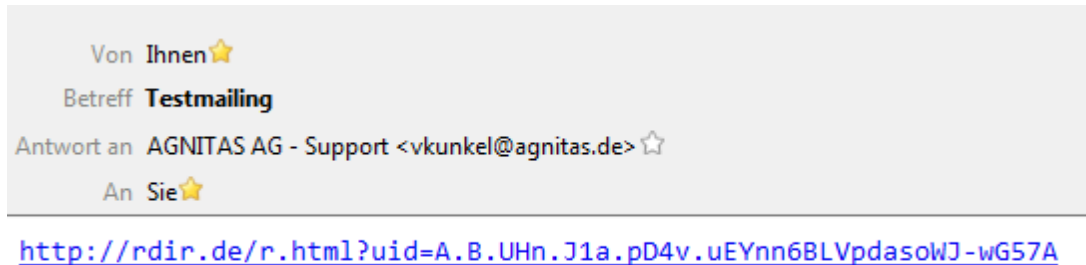 Von Ihnen
Betreff Testmailing
Antwort an AGNITAS AG - Support <vkunkel@agnitas.de>
An Sie
http://rdir.de/r.html?uid=A.B.UHn.J1a.pD4v.uEYnn6BLVpdasoWJ-wG57A